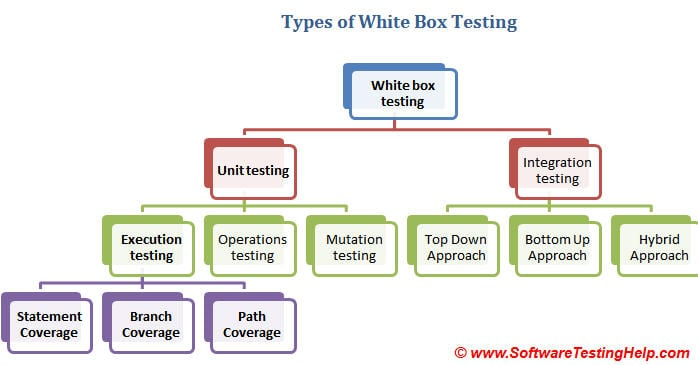 Types of White Box Testing
White box
testing
Unit testing
Integration
testing
Execution
testing
Operations
testing
Mutation
testing
Top Down
Approach
Bottom Up
Approach
Hybrid
Approach
Statement
Coverage
Branch
Coverage
Path
Coverage
© www.SoftwareTestingHelp.com